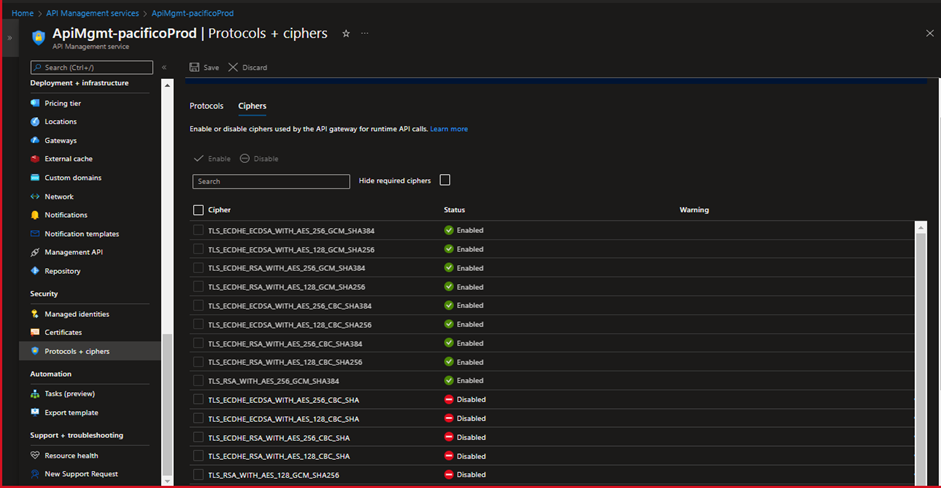 Home > API Management services > ApiMgmt-pacificoProd
ApiMgmt-pacificoProd | Protocols + ciphers
API Management service
Search (Ctrl+/)
Deployment + infrastructure
Pricing tier
Locations
Gateways
External cache
Custom domains
Network
Notifications
Notification templates
Management API
Repository
Security
Managed identities
Certificates
Protocols + ciphers
Automation
Tasks (preview)
Export template
Support + troubleshooting
Resource health
New Support Request
Save Discard
Protocols Ciphers
Enable or disable ciphers used by the API gateway for runtime API calls. Learn more
Enable Disable
Search Hide required ciphers
Cipher Status Warning
TLS_ECDHE_ECDSA_WITH_AES_256_GCM_SHA384 Enabled
TLS_ECDHE_ECDSA_WITH_AES_128_GCM_SHA256 Enabled
TLS_ECDHE_RSA_WITH_AES_256_GCM_SHA384 Enabled
TLS_ECDHE_RSA_WITH_AES_128_GCM_SHA256 Enabled
TLS_ECDHE_ECDSA_WITH_AES_256_CBC_SHA384 Enabled
TLS_ECDHE_ECDSA_WITH_AES_128_CBC_SHA256 Enabled
TLS_ECDHE_RSA_WITH_AES_256_CBC_SHA384 Enabled
TLS_ECDHE_RSA_WITH_AES_128_CBC_SHA256 Enabled
TLS_RSA_WITH_AES_256_GCM_SHA384 Enabled
TLS_ECDHE_ECDSA_WITH_AES_256_CBC_SHA Disabled
TLS_ECDHE_ECDSA_WITH_AES_128_CBC_SHA Disabled
TLS_ECDHE_RSA_WITH_AES_256_CBC_SHA Disabled
TLS_ECDHE_RSA_WITH_AES_128_CBC_SHA Disabled
TLS_RSA_WITH_AES_128_GCM_SHA256 Disabled